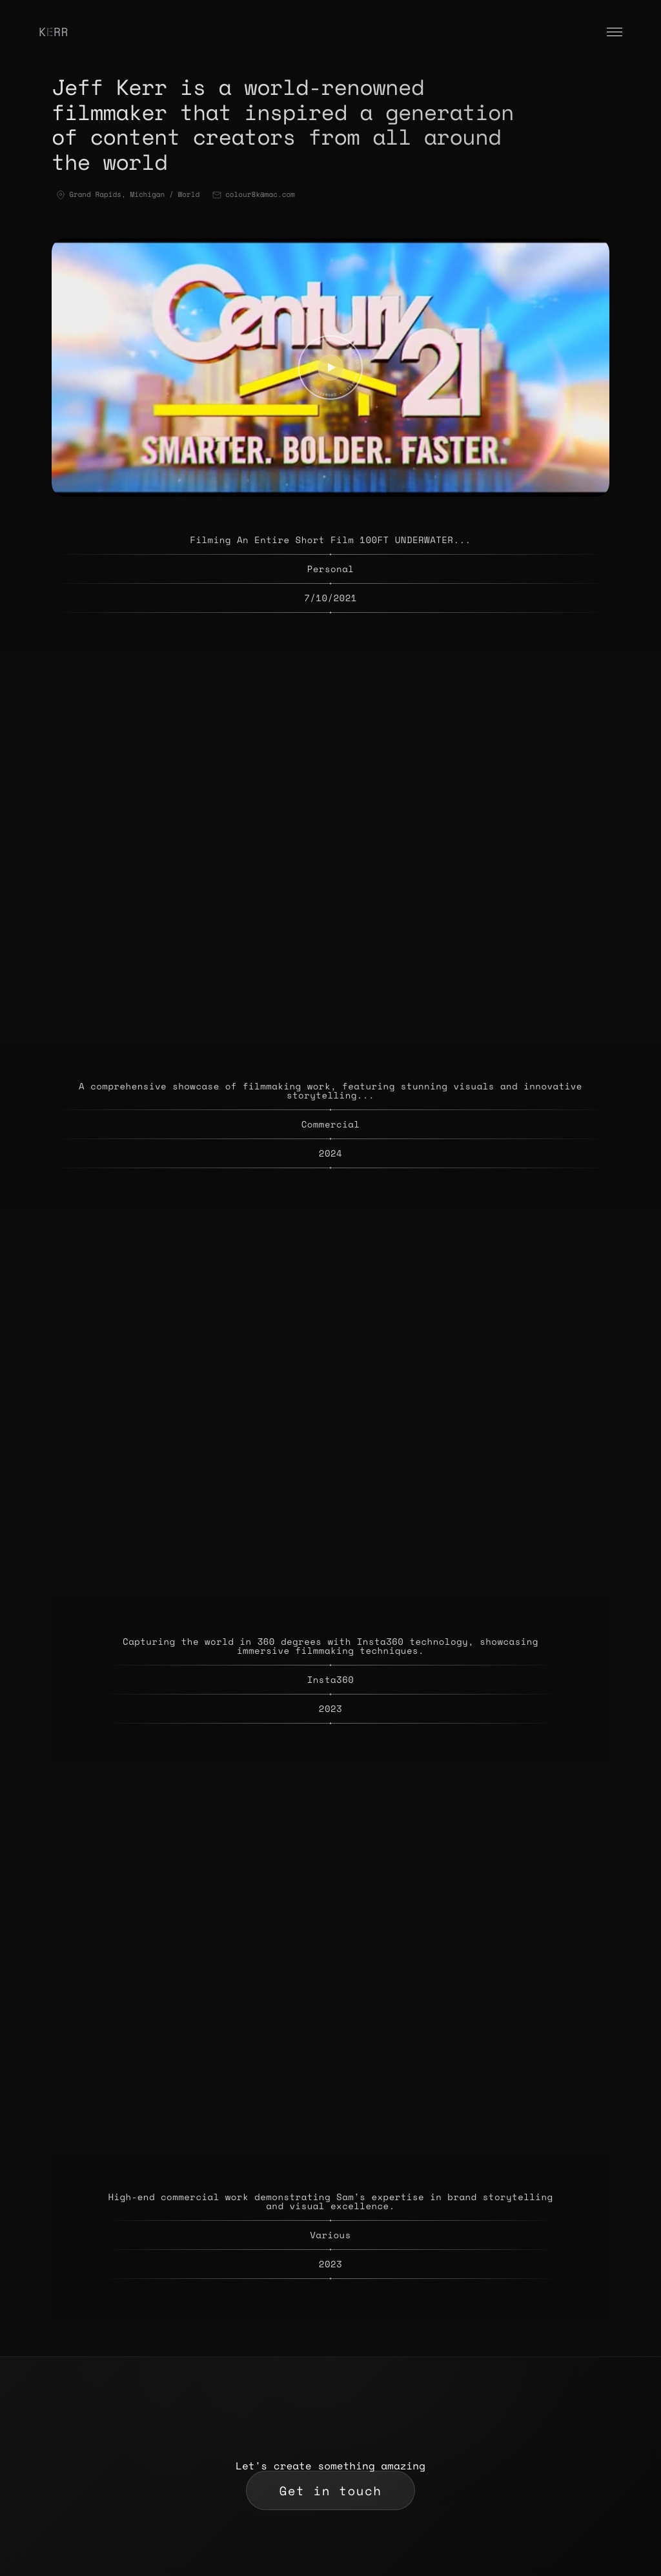 KERR
Jeff Kerr is a world-renowned
filmmaker that inspired a generation
of content creators from all around
the world
Grand Rapids, Michigan / World colour8k@mac.com
Century 21
SMARTER. BOLDER. FASTER.®
Filming An Entire Short Film 100FT UNDERWATER...
Personal
7/10/2021
A comprehensive showcase of filmmaking work, featuring stunning visuals and innovative
storytelling...
Commercial
2024
Capturing the world in 360 degrees with Insta360 technology, showcasing
immersive filmmaking techniques.
Insta360
2023
High-end commercial work demonstrating Sam's expertise in brand storytelling
and visual excellence.
Various
2023
Let's create something amazing
Get in touch